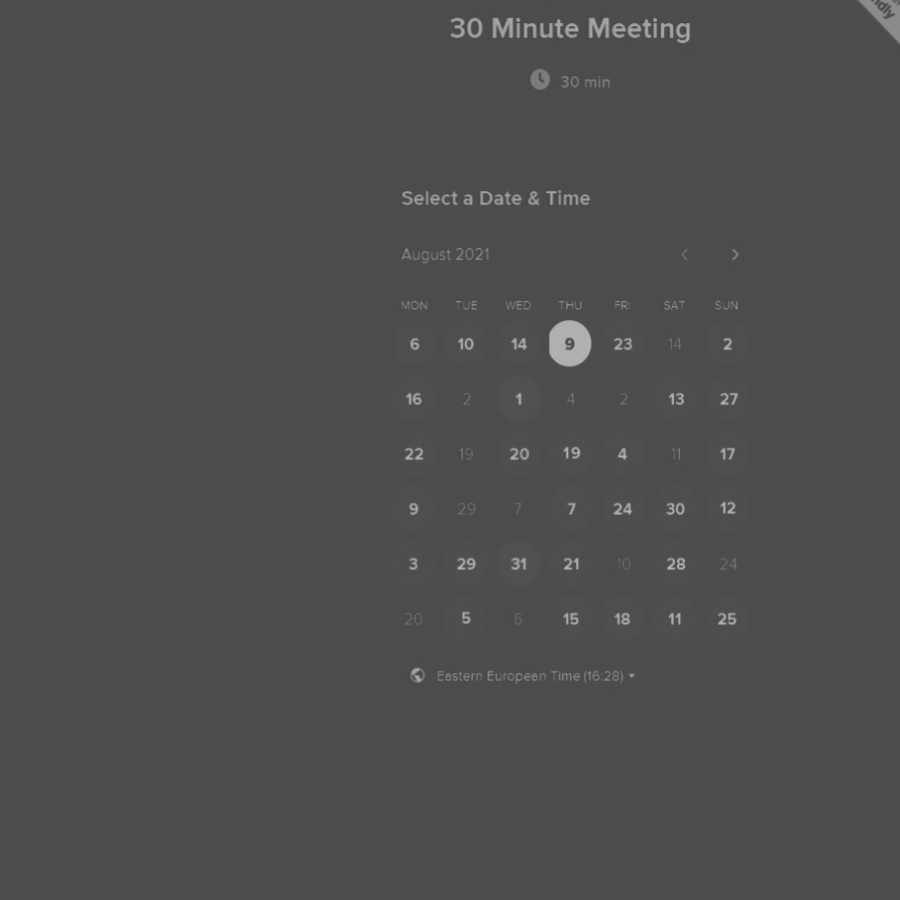 30 Minute Meeting
30 min
Select a Date & Time
August 2021
MON TUE WED THU FRI SAT SUN
6 10 14 9 23 14 2
16 2 1 4 2 13 27
22 19 20 19 4 11 17
9 29 7 7 24 30 12
3 29 31 21 10 28 24
20 5 6 15 18 11 25
Eastern European Time (16:28)